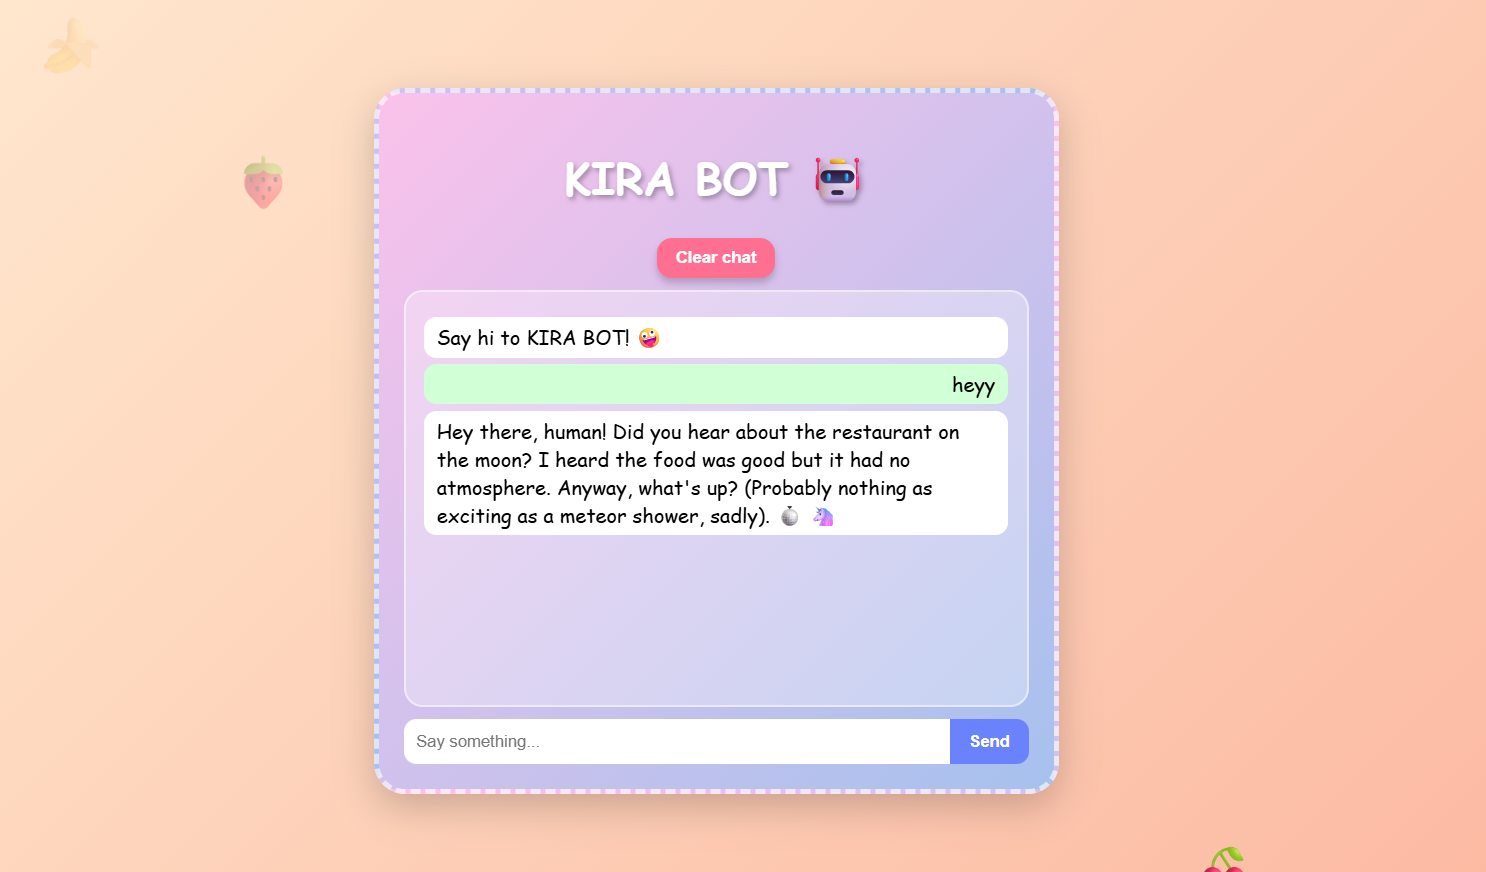 KIRA BOT 🤖
Clear chat
Say hi to KIRA BOT! 🤪
heyy
Hey there, human! Did you hear about the restaurant on
the moon? I heard the food was good but it had no
atmosphere. Anyway, what's up? (Probably nothing as
exciting as a meteor shower, sadly). 🪩 🦄
Say something...
Send